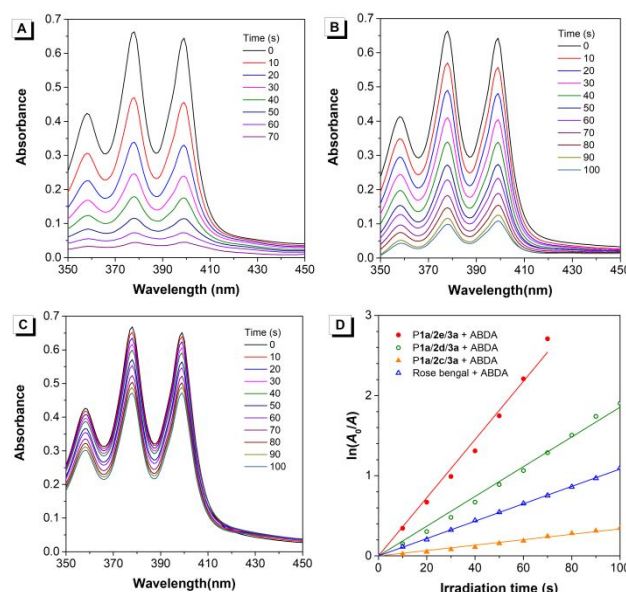 A
0.7
0.6
0.5
0.4
0.3
0.2
0.1
0.0
Absorbance
350 370 390 410 430 450
Wavelength (nm)
Time (s)
0
10
20
30
40
50
60
70
B
0.7
0.6
0.5
0.4
0.3
0.2
0.1
0.0
Absorbance
350 370 390 410 430 450
Wavelength (nm)
Time (s)
0
10
20
30
40
50
60
70
80
90
100
C
0.7
0.6
0.5
0.4
0.3
0.2
0.1
0.0
Absorbance
350 370 390 410 430 450
Wavelength(nm)
Time (s)
0
10
20
30
40
50
60
70
80
90
100
D
3
2
1
0
ln(A0/A)
0 20 40 60 80 100
Irradiation time (s)
P1a/2e/3a + ABDA
P1a/2d/3a + ABDA
P1a/2c/3a + ABDA
Rose bengal + ABDA